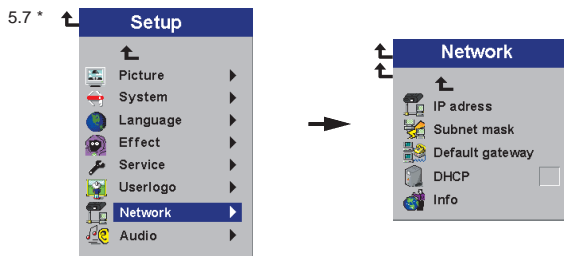 5.7 *
Setup
Picture
System
Language
Effect
Service
Userlogo
Network
Audio
Network
IP adress
Subnet mask
Default gateway
DHCP
Info